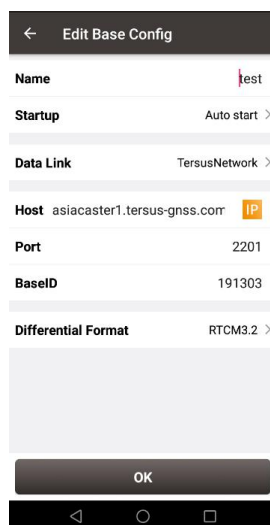 Edit Base Config
Name test
Startup Auto start
Data Link TersusNetwork
Host asiacaster1.tersus-gnss.com IP
Port 2201
BaseID 191303
Differential Format RTCM3.2
OK